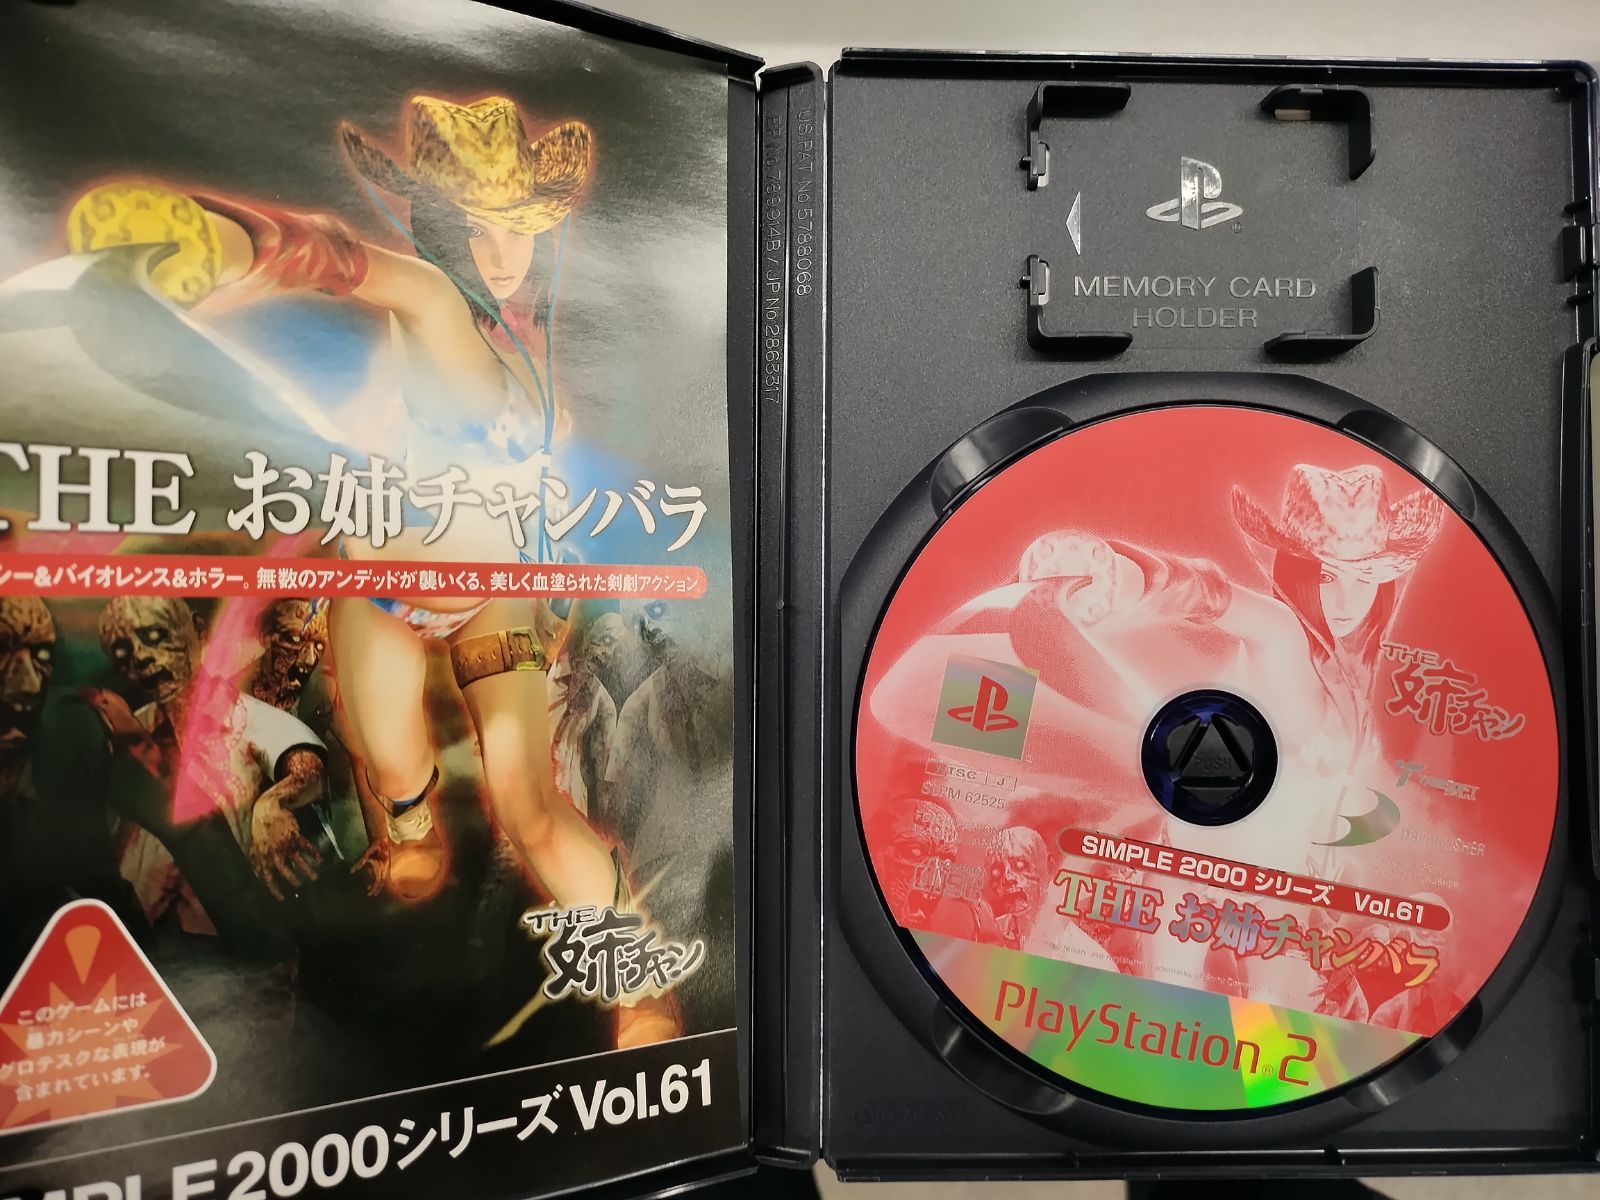 THE お姉チャンバラ
シー&バイオレンス&ホラー。無数のアンデッドが襲いくる、美しく血塗られた剣劇アクション。
THE
姉チャン
このゲームには
暴力シーンや
グロテスクな表現が
含まれています。
SIMPLE 2000シリーズ Vol.61
US PAT No 5788068
JP No 2863317
MEMORY CARD
HOLDER
THE
姉チャン
PUSH
NTSC J
SLPM 62525
D3PUBLISHER
SIMPLE 2000 シリーズ Vol.61
THE お姉チャンバラ
PlayStation®2